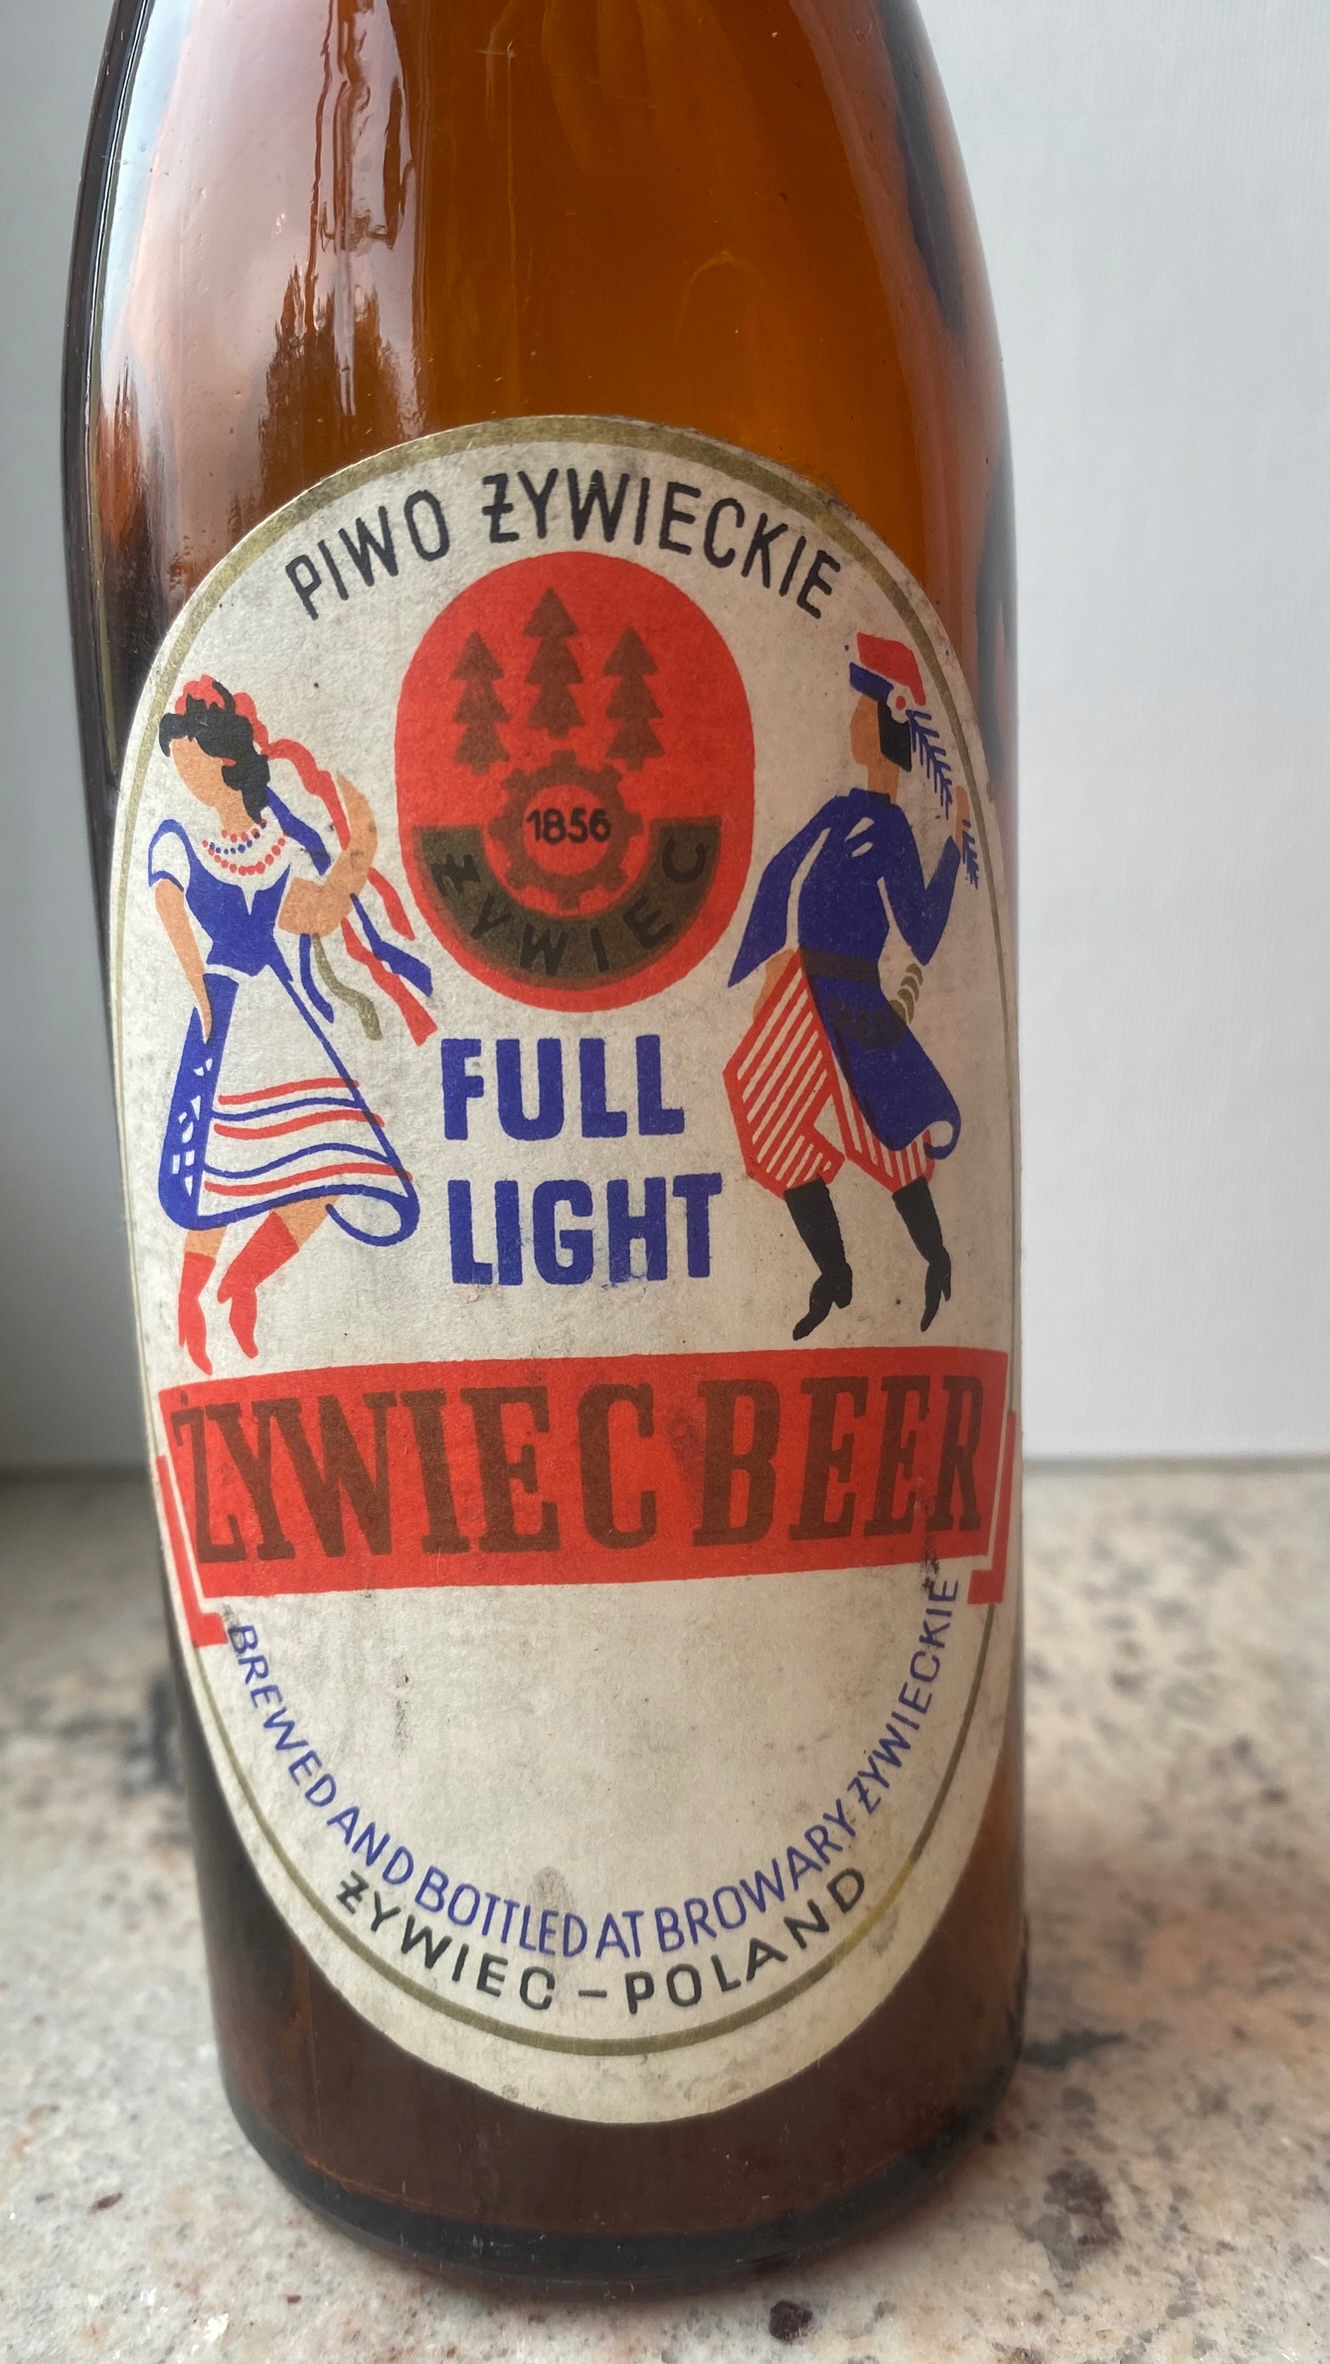 PIWO ŻYWIECKIE
1856
ŻYWIEC
FULL
LIGHT
ŻYWIEC BEER
BREWED AND BOTTLED AT BROWARY ŻYWIECKIE
ŻYWIEC – POLAND